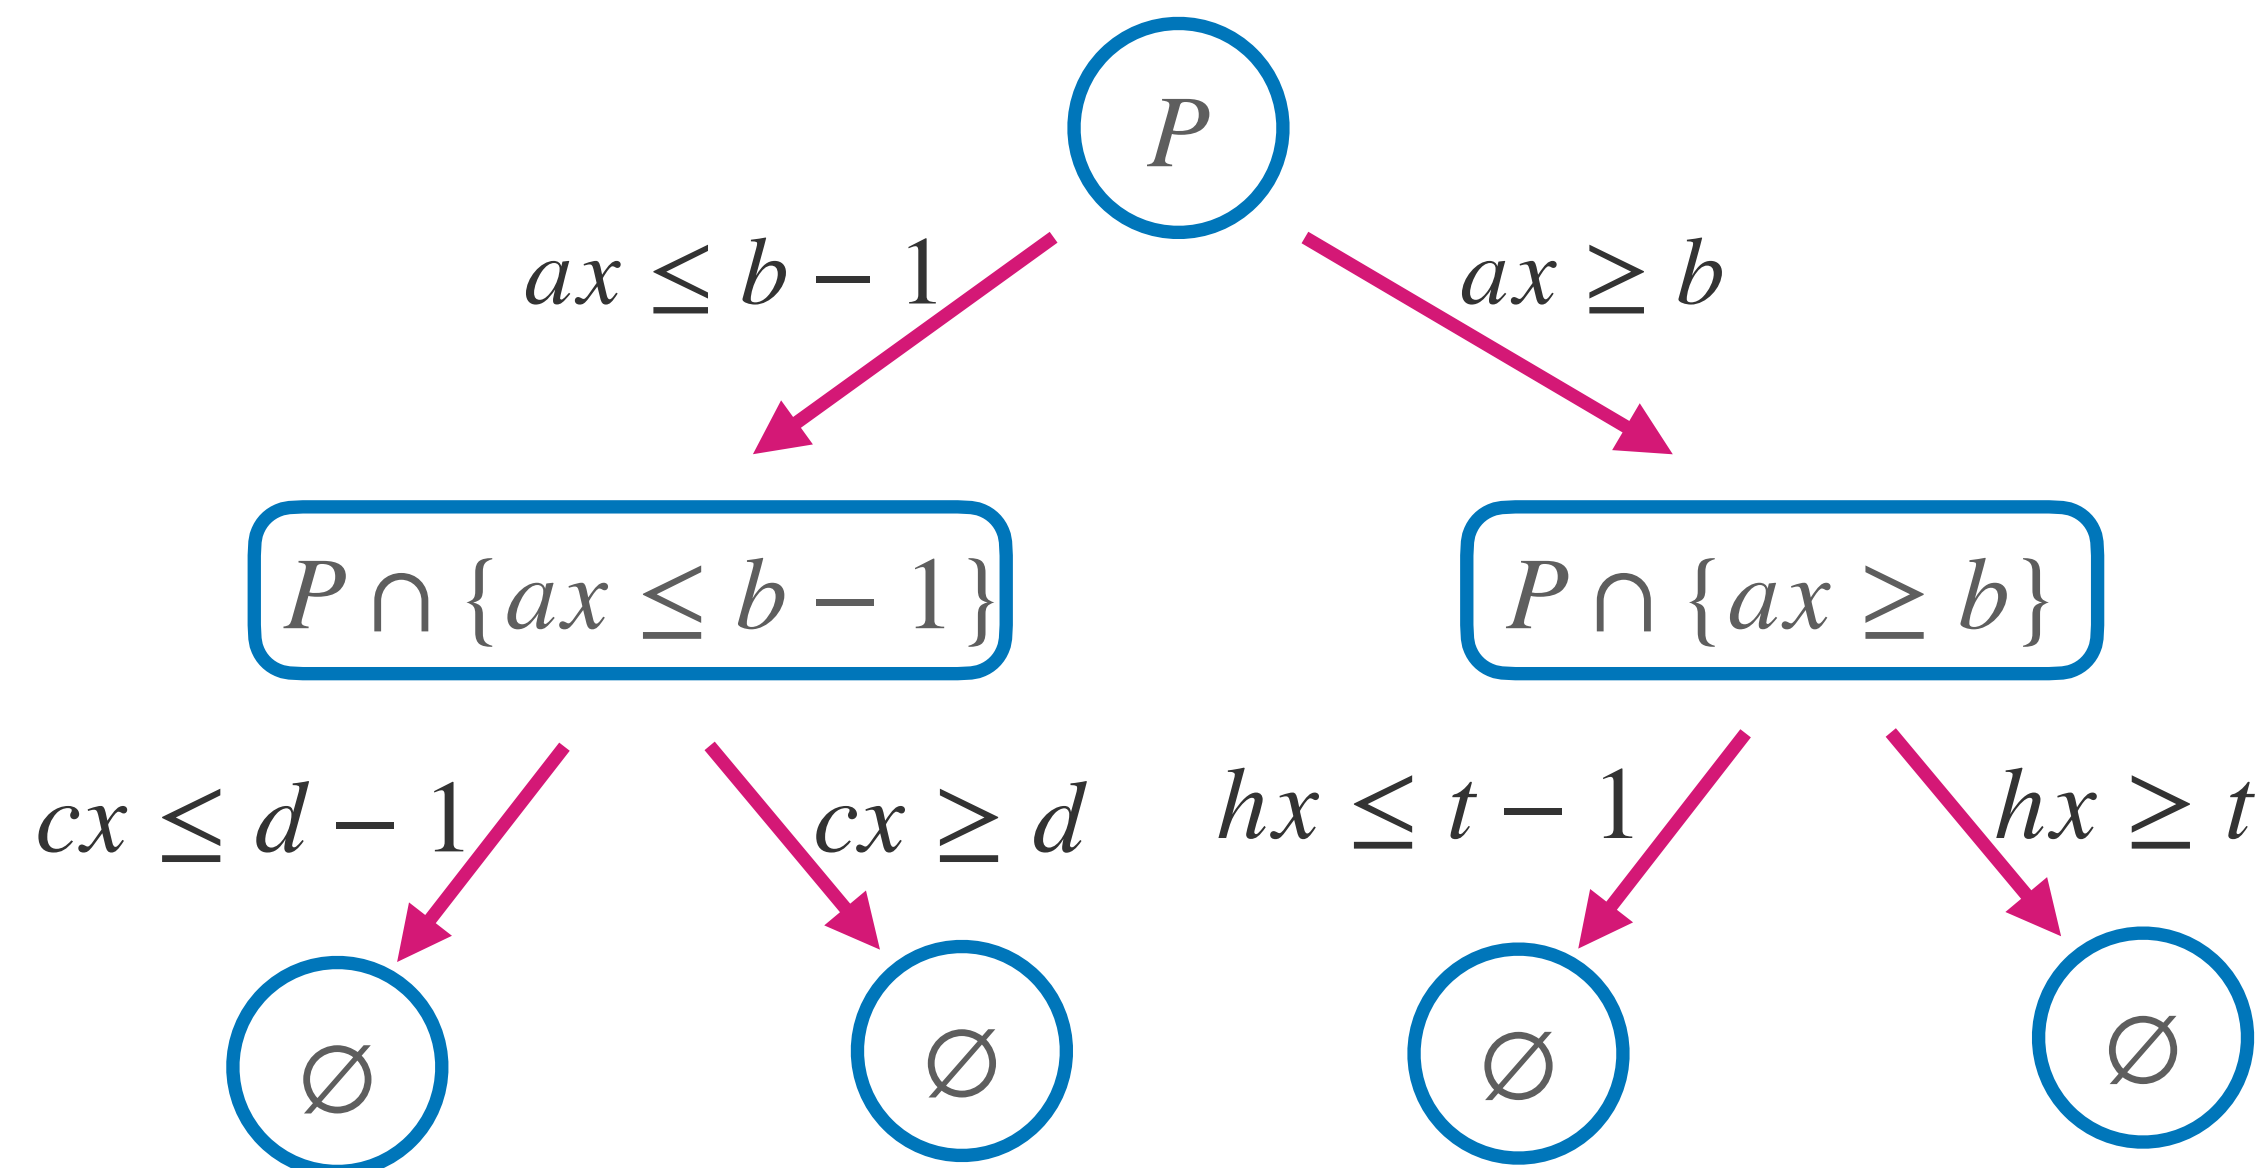 P
ax ≤ b − 1
ax ≥ b
P ∩ {ax ≤ b − 1}
P ∩ {ax ≥ b}
cx ≤ d − 1
cx ≥ d
hx ≤ t − 1
hx ≥ t
∅
∅
∅
∅